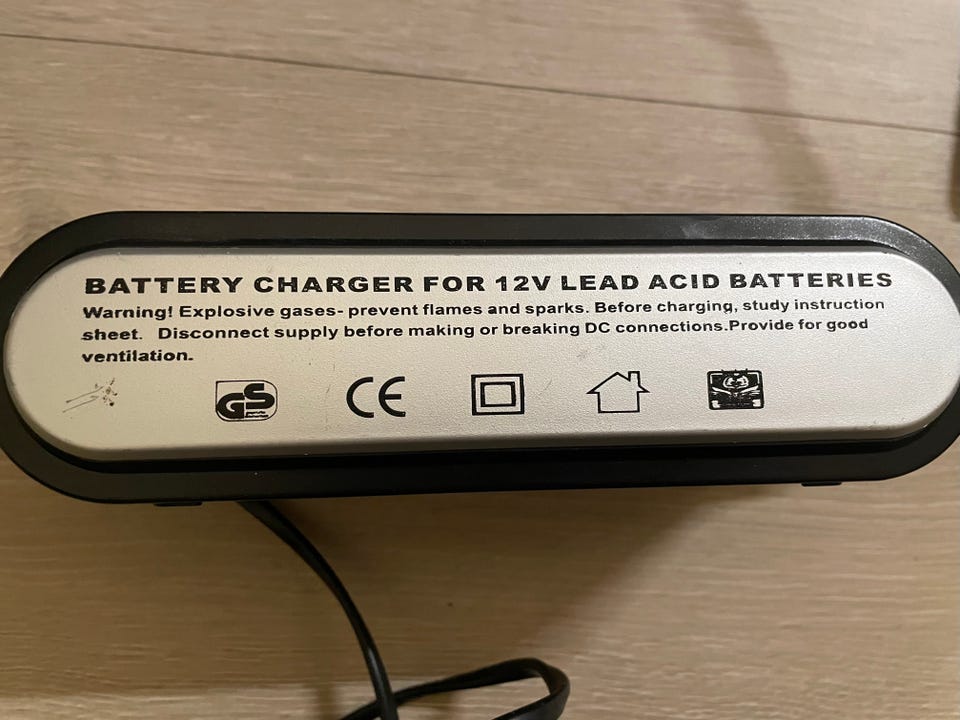 BATTERY CHARGER FOR 12V LEAD ACID BATTERIES
Warning! Explosive gases- prevent flames and sparks. Before charging, study instruction
sheet. Disconnect supply before making or breaking DC connections.Provide for good
ventilation.
GS CE